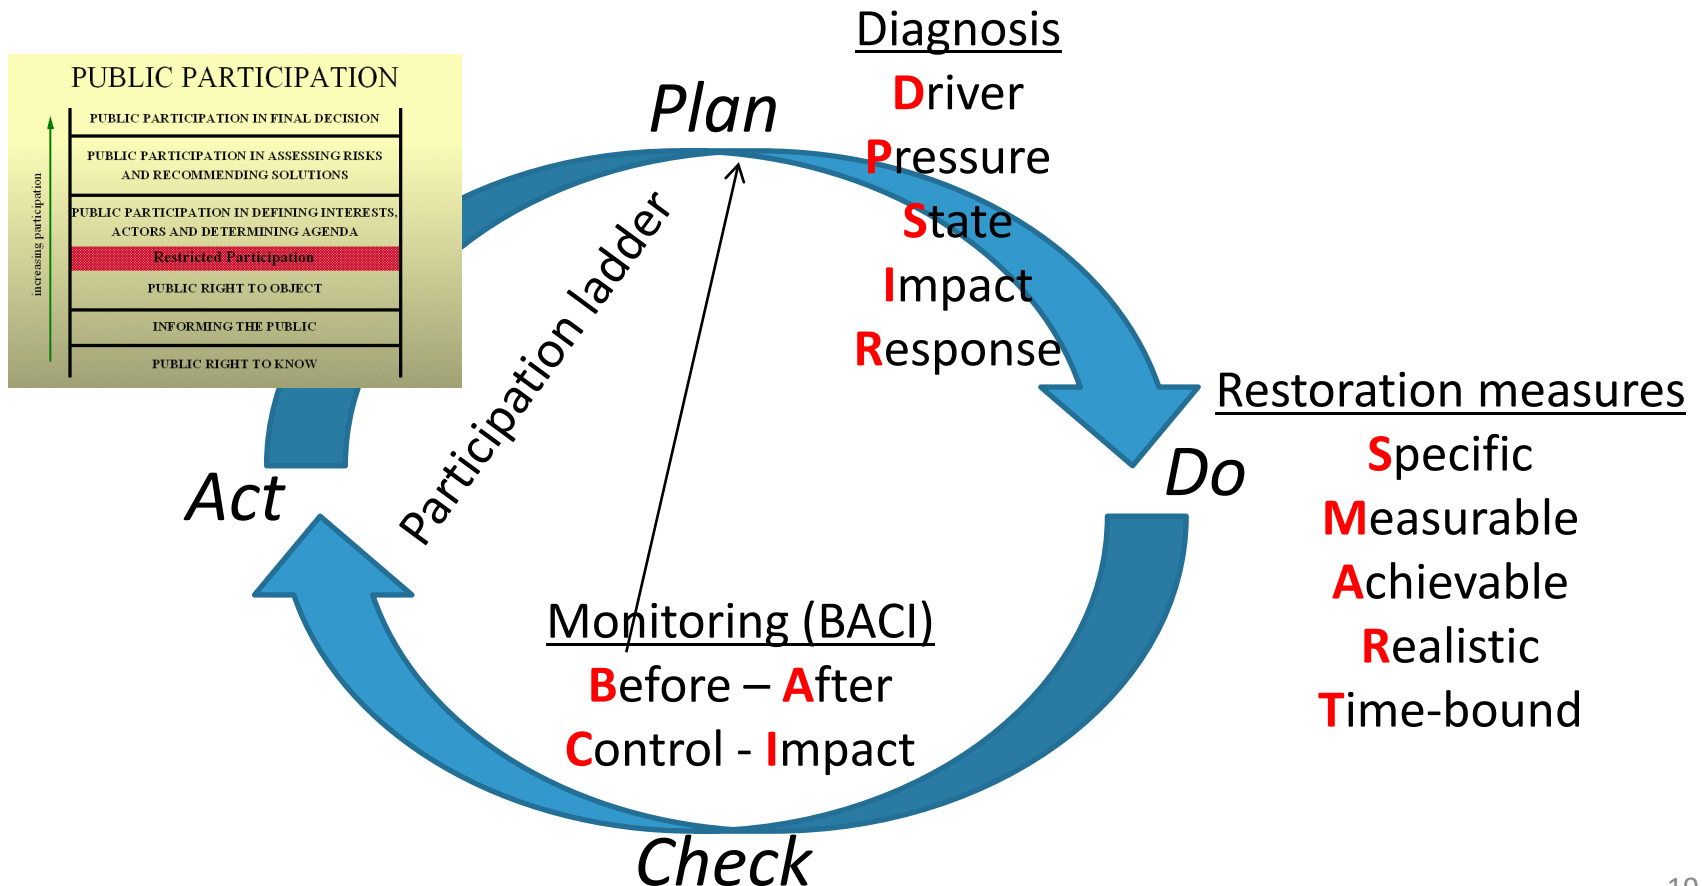 PUBLIC PARTICIPATION
PUBLIC PARTICIPATION IN FINAL DECISION
PUBLIC PARTICIPATION IN ASSESSING RISKS
AND RECOMMENDING SOLUTIONS
PUBLIC PARTICIPATION IN DEFINING INTERESTS,
ACTORS AND DETERMINING AGENDA
Restricted Participation
PUBLIC RIGHT TO OBJECT
INFORMING THE PUBLIC
PUBLIC RIGHT TO KNOW
increasing participation
Plan
Diagnosis
Driver
Pressure
State
Impact
Response
Participation ladder
Act
Do
Restoration measures
Specific
Measurable
Achievable
Realistic
Time-bound
Monitoring (BACI)
Before – After
Control - Impact
Check